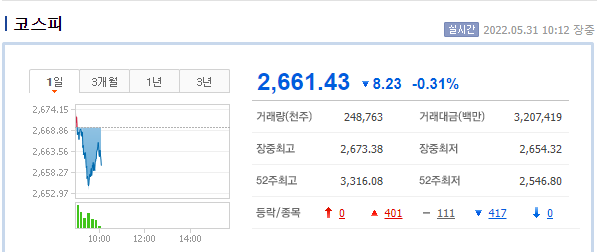 코스피
실시간 2022.05.31 10:12 장중
1일 3개월 1년 3년
2,661.43 ▼ 8.23 -0.31%
2,674.15
2,668.86
2,663.56
2,658.27
2,652.97
10:00 12:00 14:00
거래량(천주) 248,763 거래대금(백만) 3,207,419
장중최고 2,673.38 장중최저 2,654.32
52주최고 3,316.08 52주최저 2,546.80
등락/종목 ↑ 0 ▲ 401 − 111 ▼ 417 ↓ 0